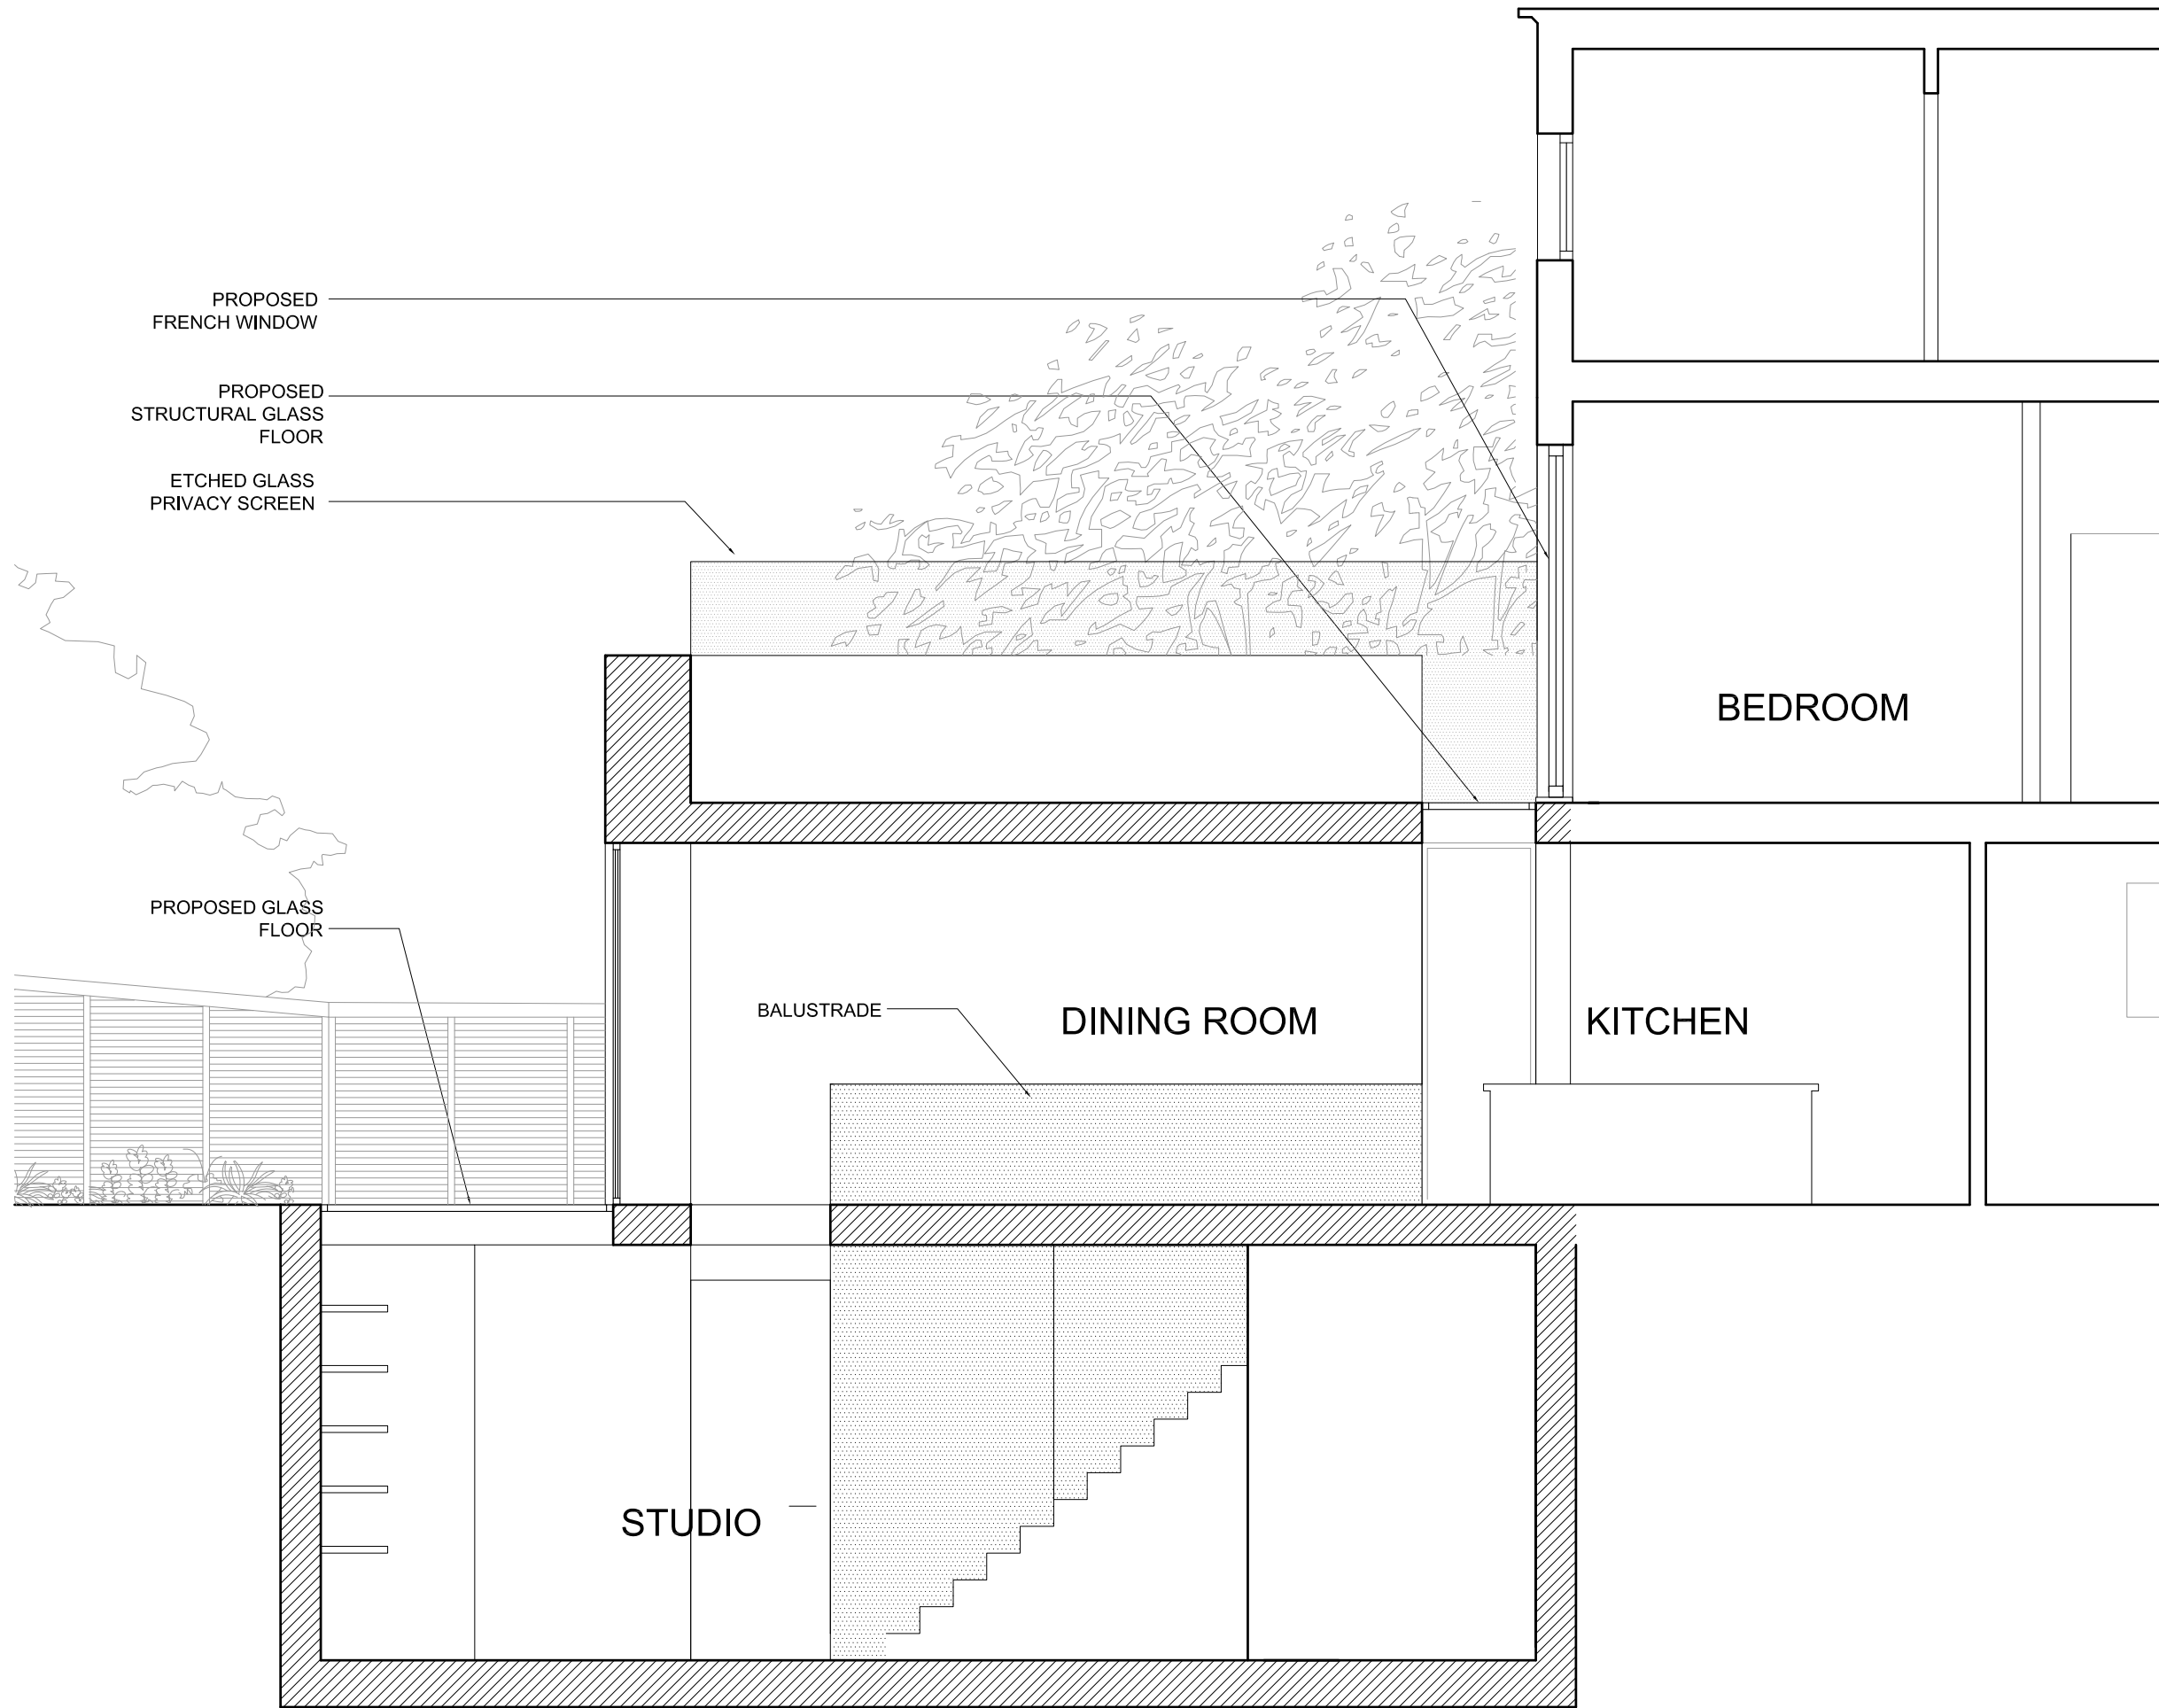 PROPOSED
FRENCH WINDOW
PROPOSED
STRUCTURAL GLASS
FLOOR
ETCHED GLASS
PRIVACY SCREEN
BEDROOM
PROPOSED GLASS
FLOOR
BALUSTRADE
DINING ROOM
KITCHEN
STUDIO